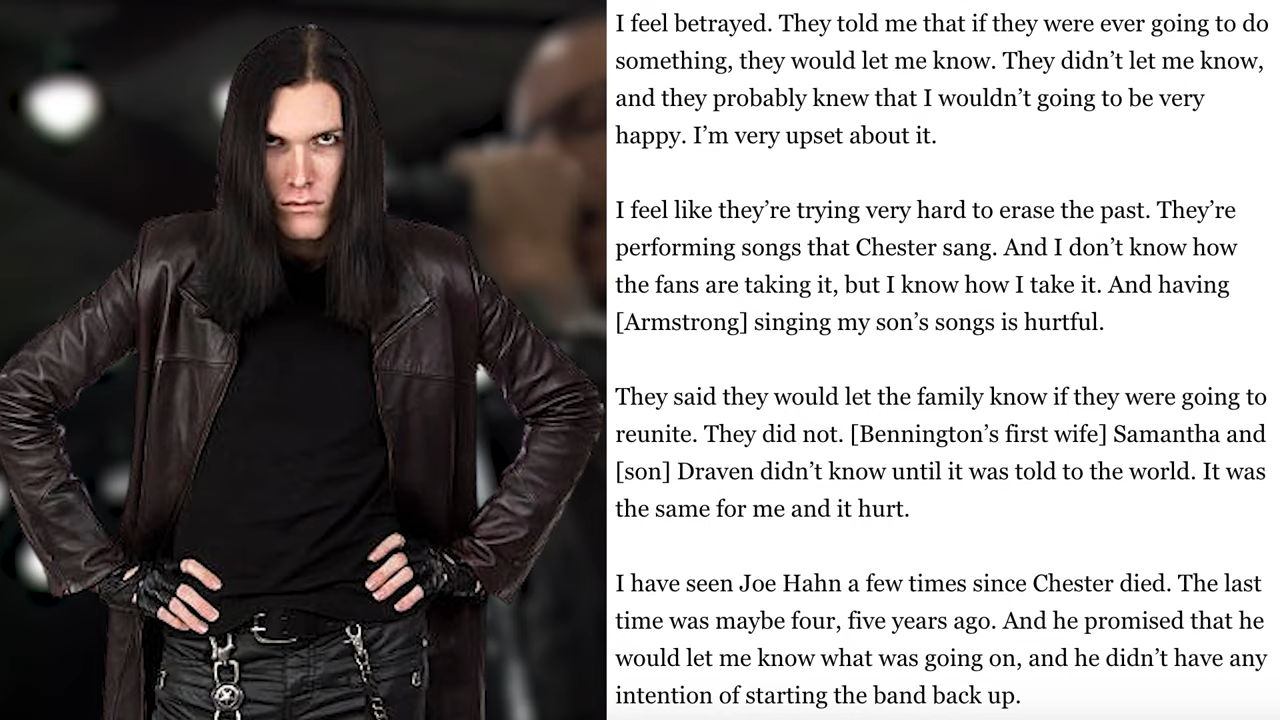 I feel betrayed. They told me that if they were ever going to do
something, they would let me know. They didn’t let me know,
and they probably knew that I wouldn’t going to be very
happy. I’m very upset about it.
I feel like they’re trying very hard to erase the past. They’re
performing songs that Chester sang. And I don’t know how
the fans are taking it, but I know how I take it. And having
[Armstrong] singing my son’s songs is hurtful.
They said they would let the family know if they were going to
reunite. They did not. [Bennington’s first wife] Samantha and
[son] Draven didn’t know until it was told to the world. It was
the same for me and it hurt.
I have seen Joe Hahn a few times since Chester died. The last
time was maybe four, five years ago. And he promised that he
would let me know what was going on, and he didn’t have any
intention of starting the band back up.